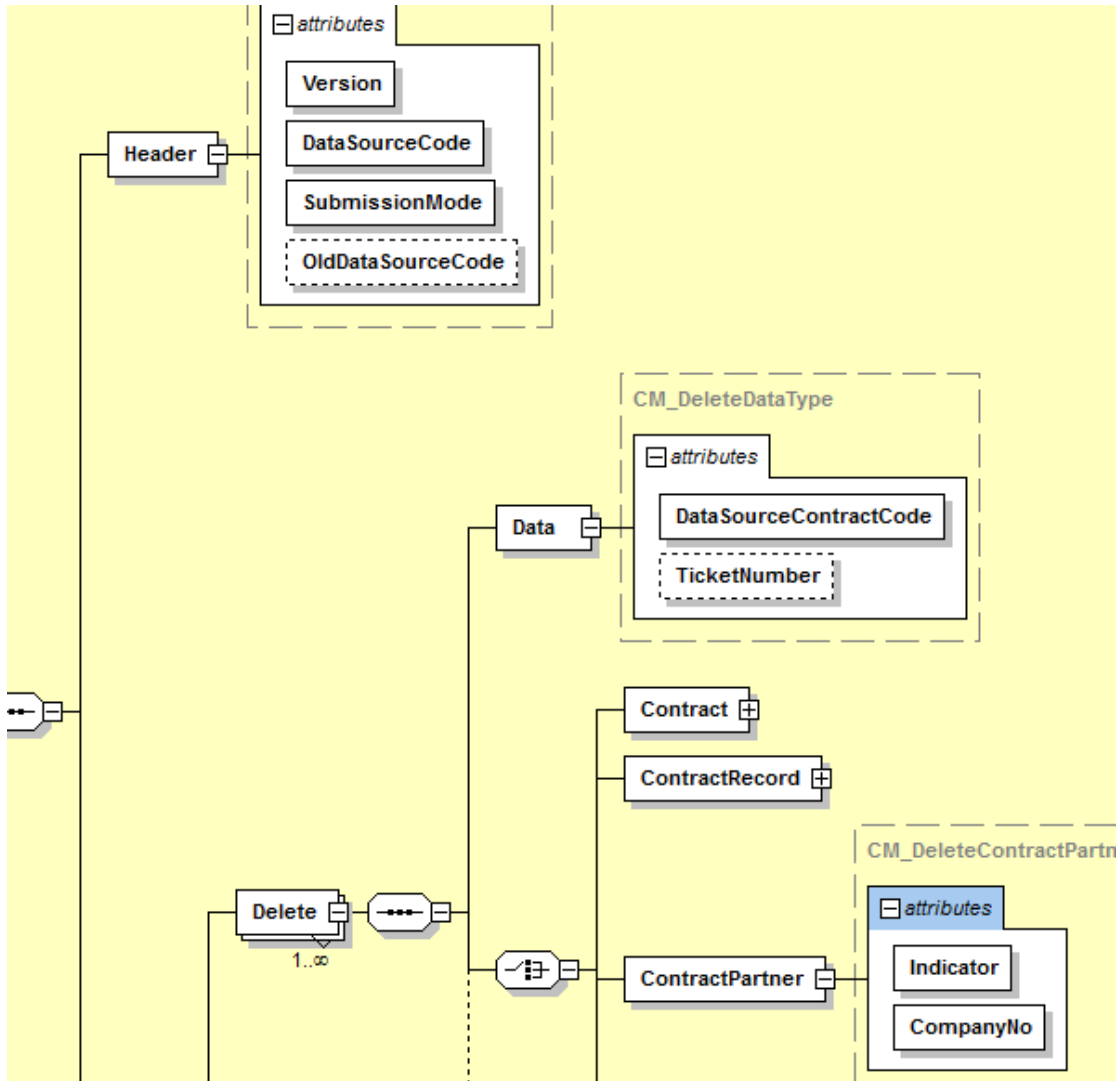 attributes
Version
DataSourceCode
Header
SubmissionMode
OldDataSourceCode
CM_DeleteDataType
attributes
DataSourceContractCode
Data
TicketNumber
Contract
ContractRecord
CM_DeleteContractPartn
attributes
Delete
1..∞
Indicator
ContractPartner
CompanyNo